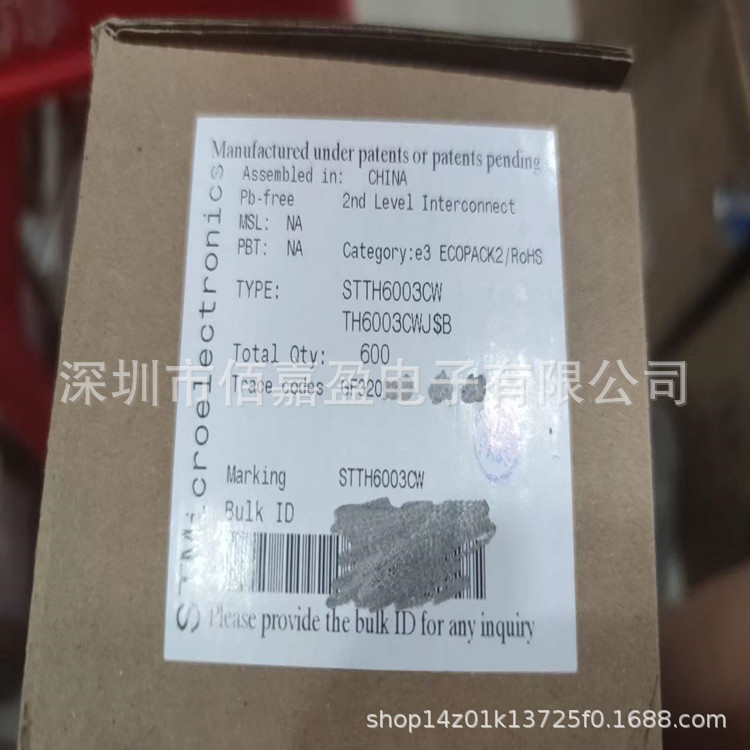 Manufactured under patents or patents pending
Assembled in: CHINA
Pb-free 2nd Level Interconnect
MSL: NA
PBT: NA Category:e3 ECOPACK2/RoHS
TYPE: STTH6003CW
TH6003CWJ$B
Total Qty: 600
深圳市佰嘉盈电子有限公司
Trace codes GF320
Marking STTH6003CW
Bulk ID
Please provide the bulk ID for any inquiry
STMicroelectronics
shop14z01k13725f0.1688.com